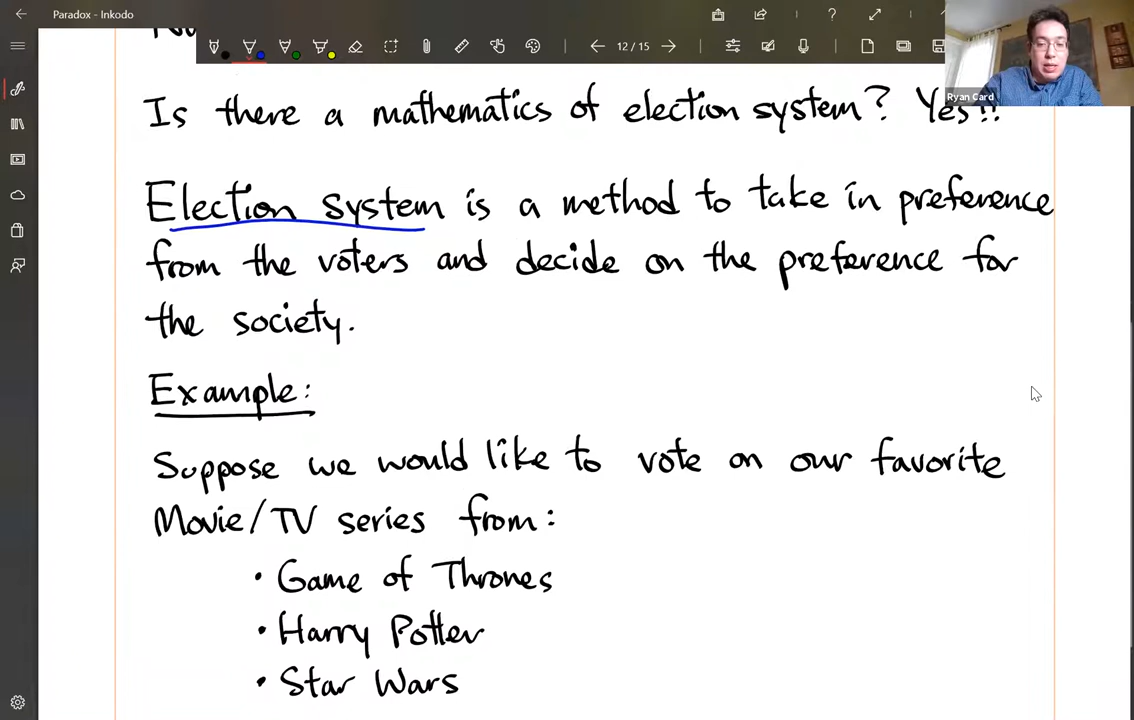 Paradox - Inkodo
12/15
Ryan Card
Is there a mathematics of election system? Yes!!
Election system is a method to take in preference
from the voters and decide on the preference for
the society.
Example:
Suppose we would like to vote on our favorite
Movie/TV series from:
• Game of Thrones
• Harry Potter
• Star Wars